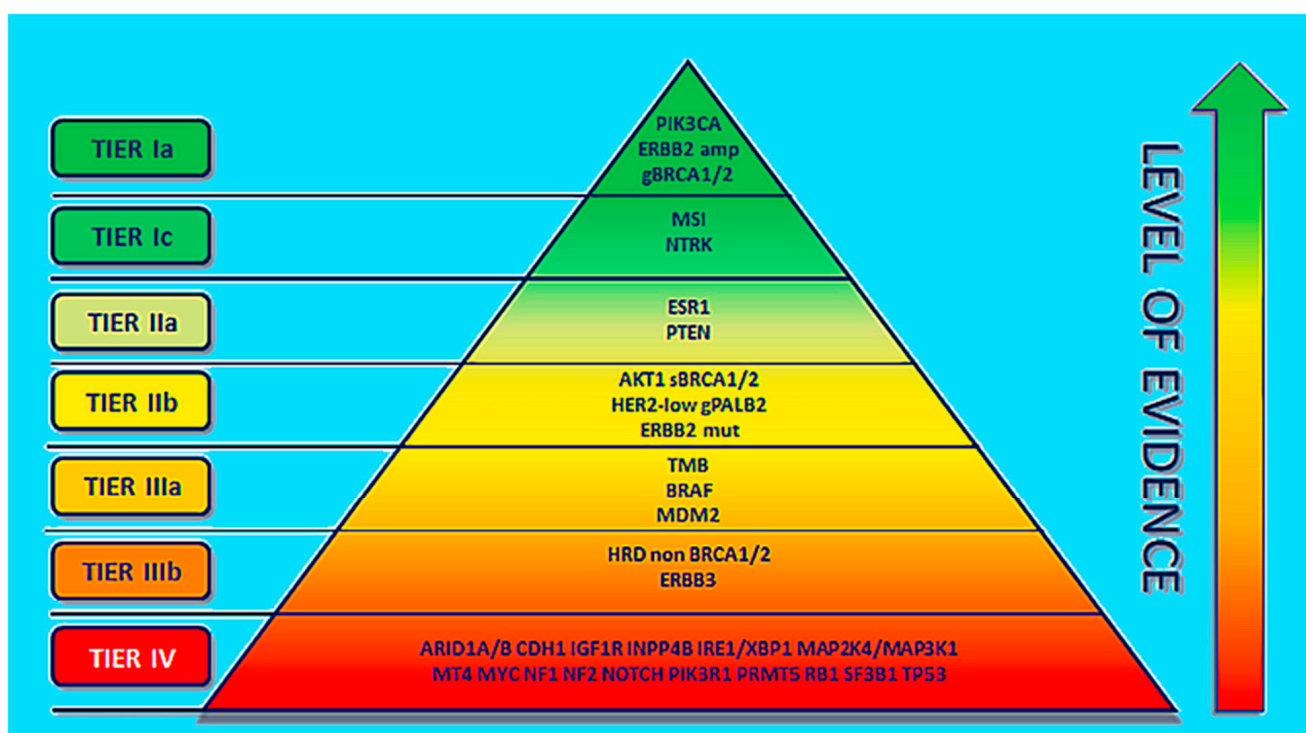 TIER Ia
PIK3CA
ERBB2 amp
gBRCA1/2
TIER Ic
MSI
NTRK
TIER IIa
ESR1
PTEN
TIER IIb
AKT1 sBRCA1/2
HER2-low gPALB2
ERBB2 mut
TIER IIIa
TMB
BRAF
MDM2
TIER IIIb
HRD non BRCA1/2
ERBB3
TIER IV
ARID1A/B CDH1 IGF1R INPP4B IRE1/XBP1 MAP2K4/MAP3K1
MT4 MYC NF1 NF2 NOTCH PIK3R1 PRMT5 RB1 SF3B1 TP53
LEVEL OF EVIDENCE